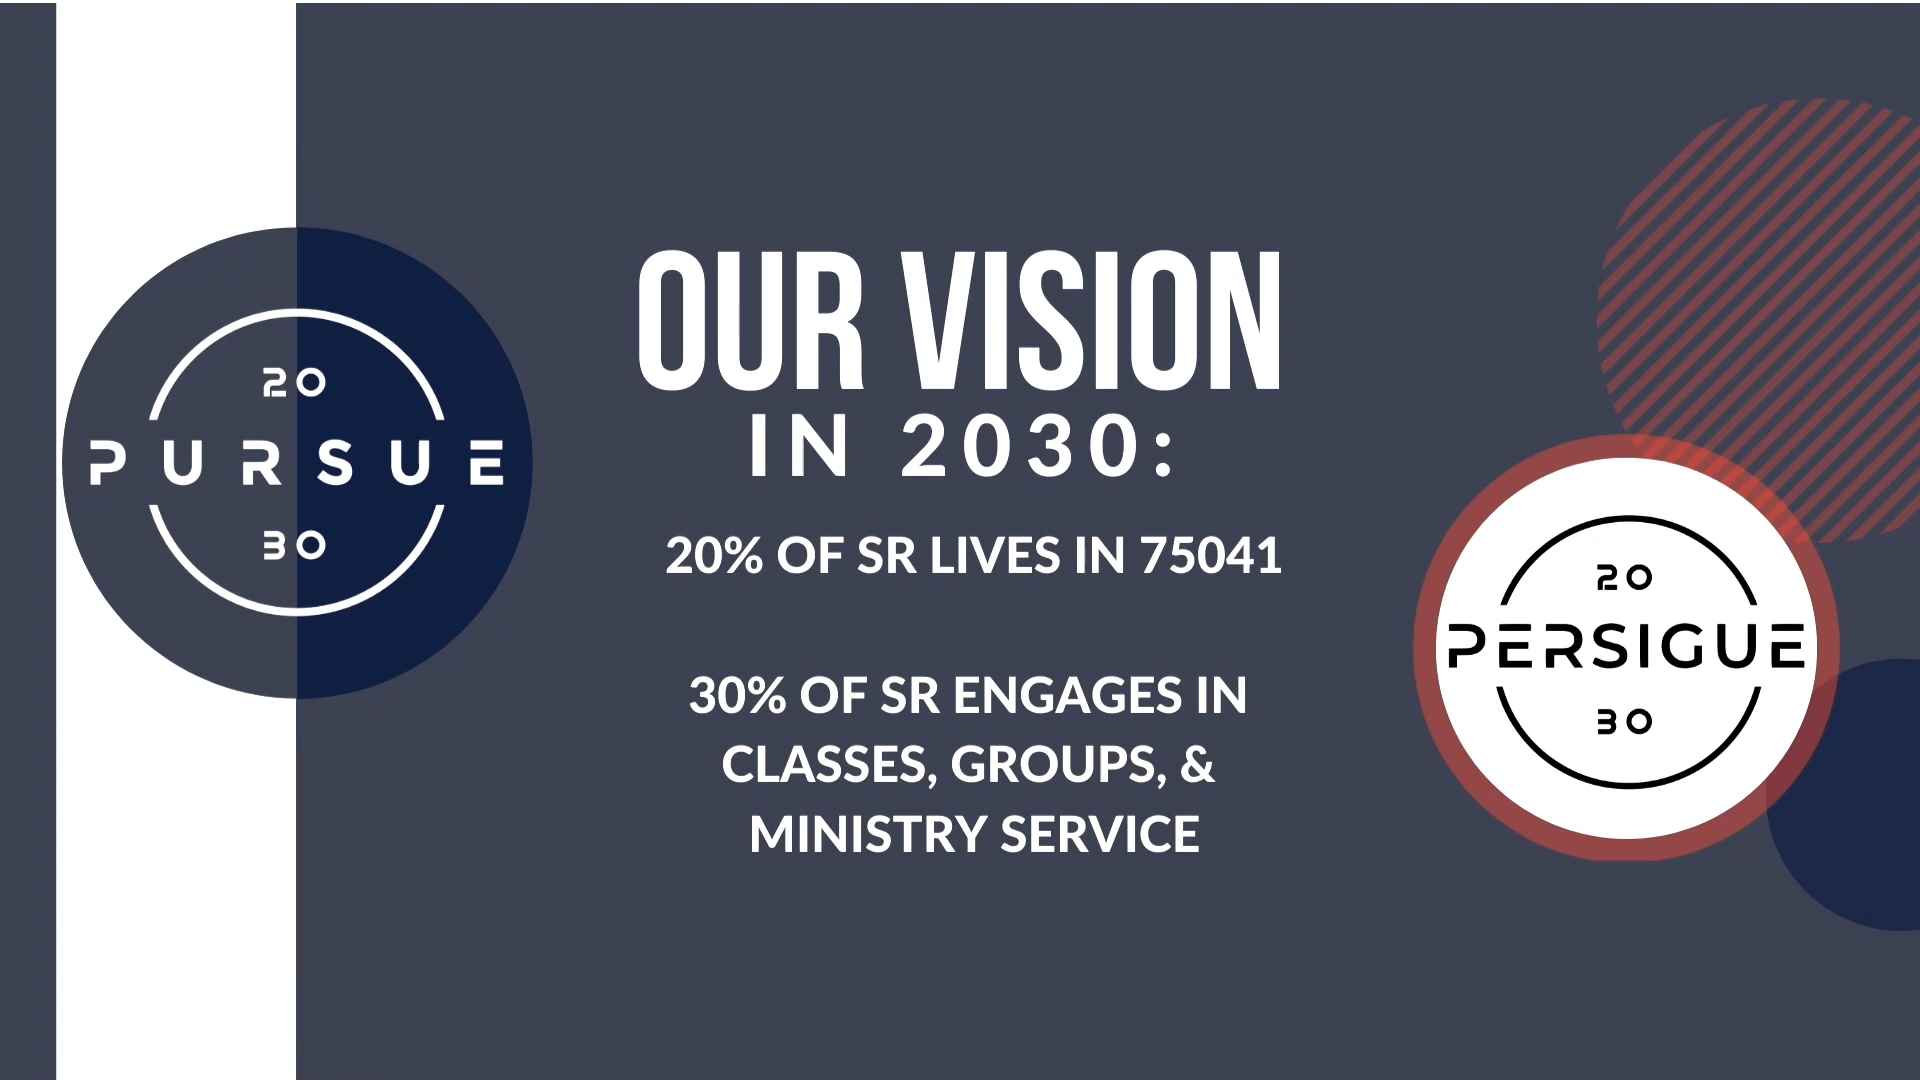 20
PURSUE
30
OUR VISION
IN 2030:
20% OF SR LIVES IN 75041
30% OF SR ENGAGES IN
CLASSES, GROUPS, &
MINISTRY SERVICE
20
PERSIGUE
30